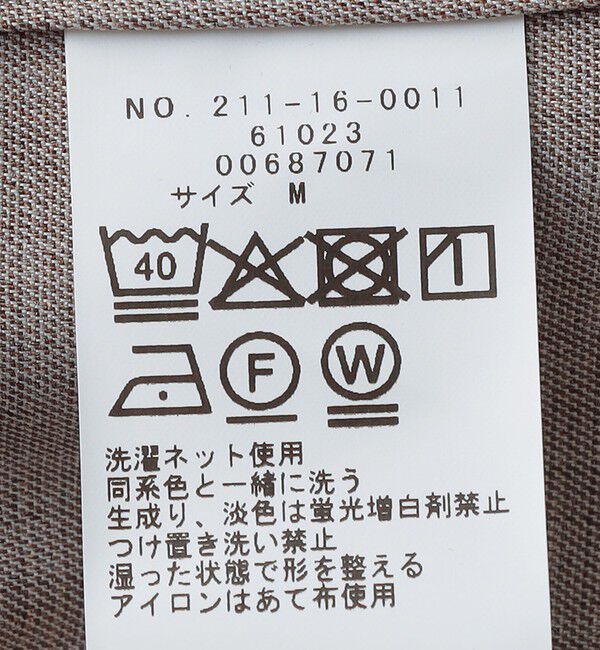 NO. 211-16-0011
61023
00687071
サイズ M
40
F W
洗濯ネット使用
同系色と一緒に洗う
生成り、淡色は蛍光増白剤禁止
つけ置き洗い禁止
湿った状態で形を整える
アイロンはあて布使用